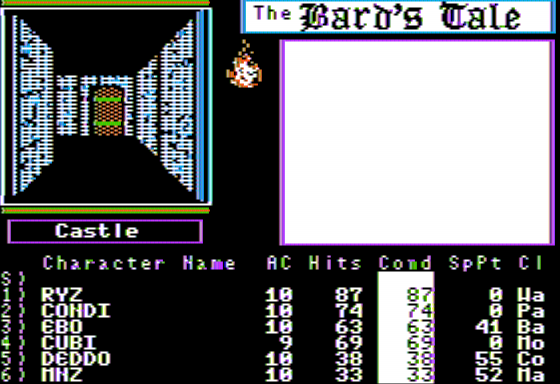 The Bard's Tale
Castle
Character Name AC Hits Cond SpPt Cl
S)
1) RYZ 10 87 87 0 Wa
2) CONDI 10 74 74 0 Pa
3) EBO 10 63 63 41 Ba
4) CUBI 9 69 69 0 Mo
5) DEDDO 10 38 38 55 Co
6) MNZ 10 33 33 52 Ma